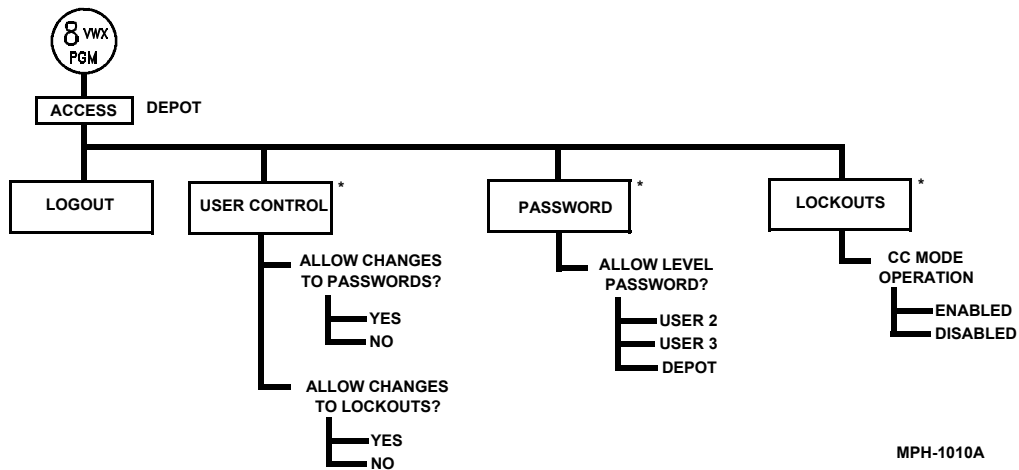 8 VWX
PGM
ACCESS DEPOT
LOGOUT
USER CONTROL *
PASSWORD *
LOCKOUTS *
ALLOW CHANGES
TO PASSWORDS?
YES
NO
ALLOW CHANGES
TO LOCKOUTS?
YES
NO
ALLOW LEVEL
PASSWORD?
USER 2
USER 3
DEPOT
CC MODE
OPERATION
ENABLED
DISABLED
MPH-1010A